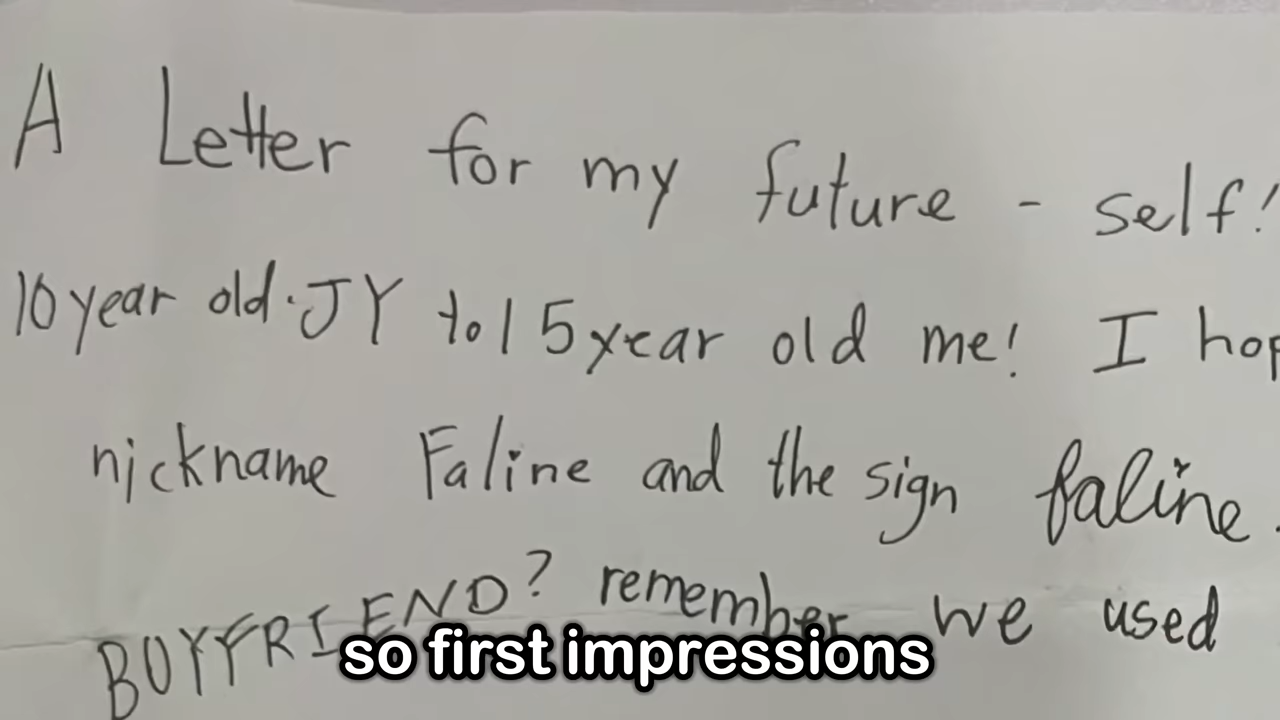 A Letter for my future - self!
10 year old. JY to 15 year old me! I hop
nickname Faline and the sign faline.
BOYFRIEND? remember we used
so first impressions